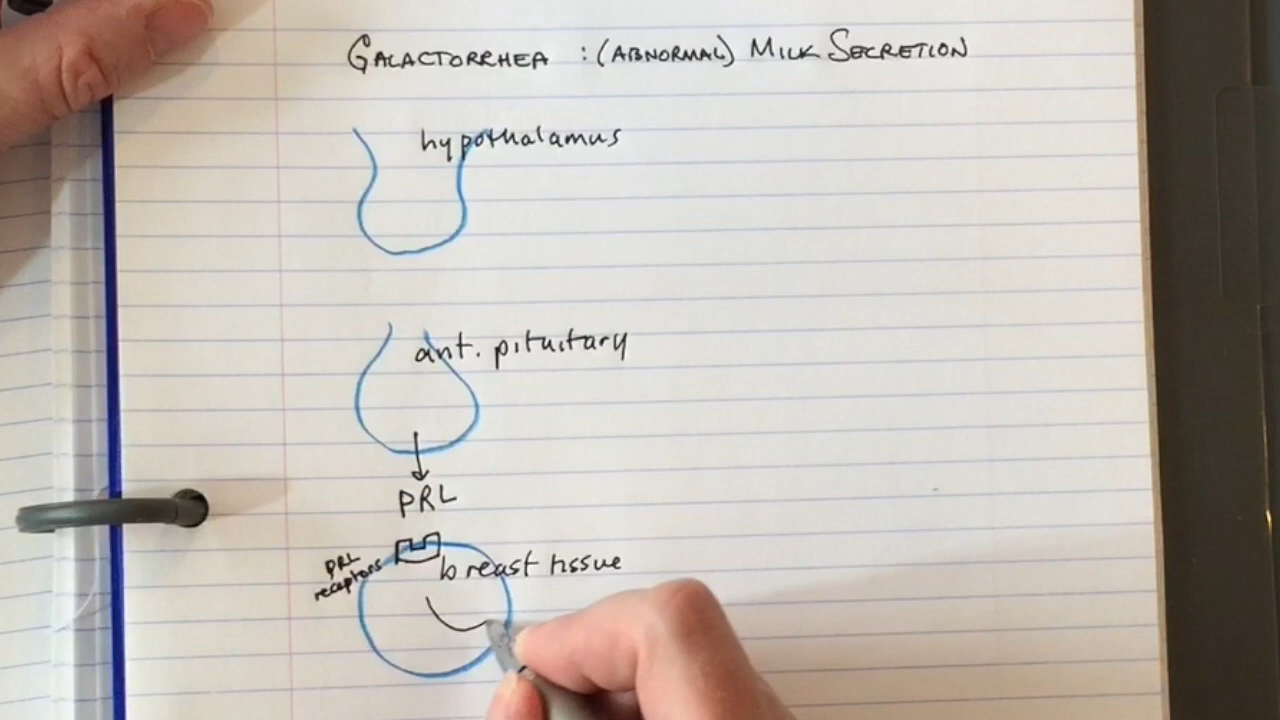 GALACTORRHEA : (ABNORMAL) MILK SECRETION
hypothalamus
ant. pituitary
PRL
PRL
receptors
breast tissue